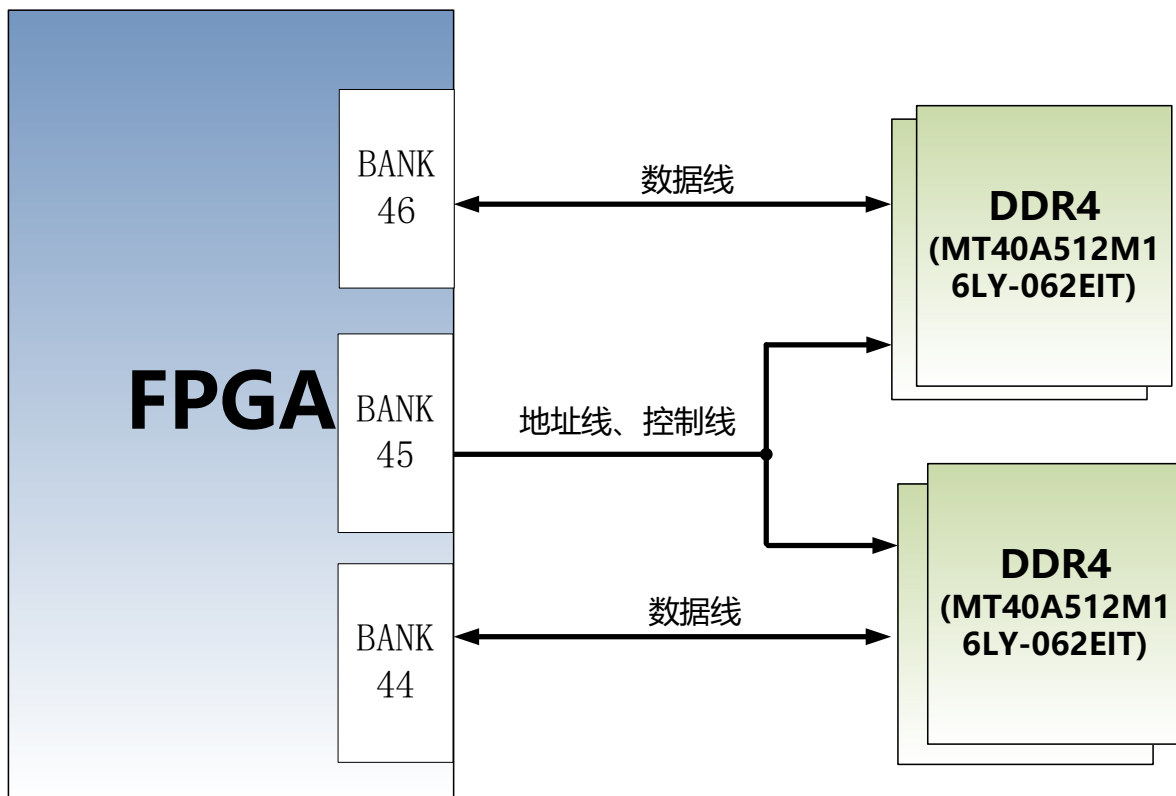 BANK
46
数据线
DDR4
(MT40A512M1
6LY-062EIT)
FPGA
BANK
45
地址线、控制线
DDR4
(MT40A512M1
6LY-062EIT)
BANK
44
数据线